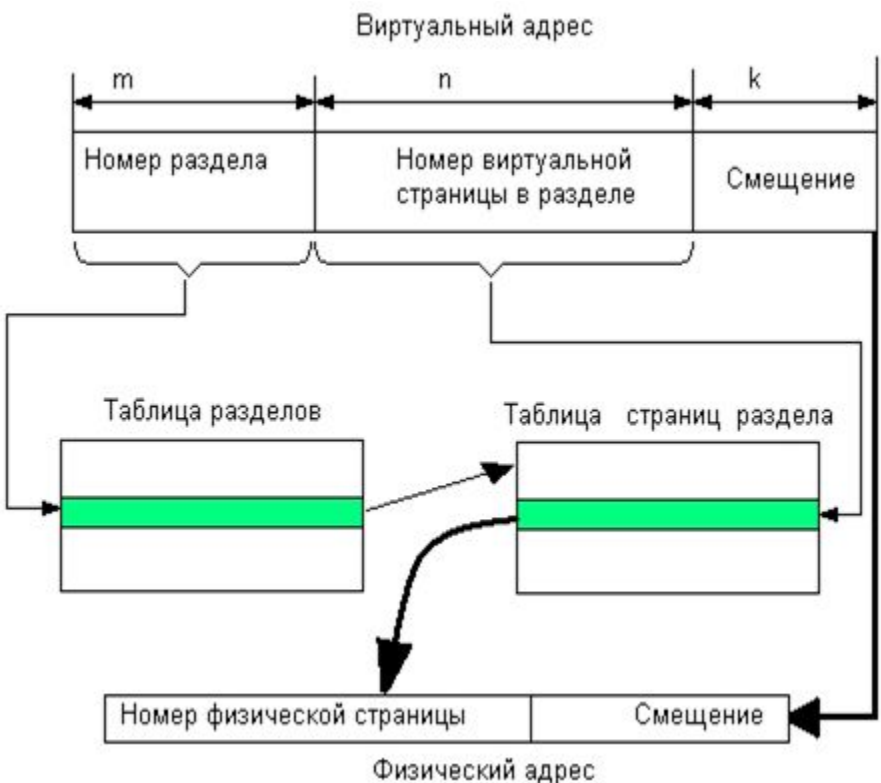 Виртуальный адрес
m n k
Номер раздела
Номер виртуальной
страницы в разделе
Смещение
Таблица разделов
Таблица страниц раздела
Номер физической страницы
Смещение
Физический адрес